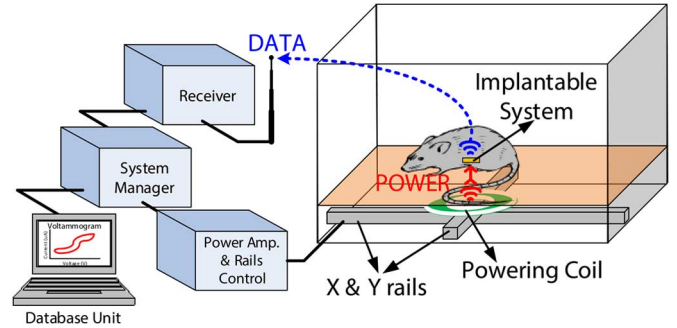 DATA
Receiver
Implantable
System
System
Manager
POWER
Voltammogram
Current (uA)
Voltage (V)
Power Amp.
& Rails
Control
X & Y rails
Powering Coil
Database Unit